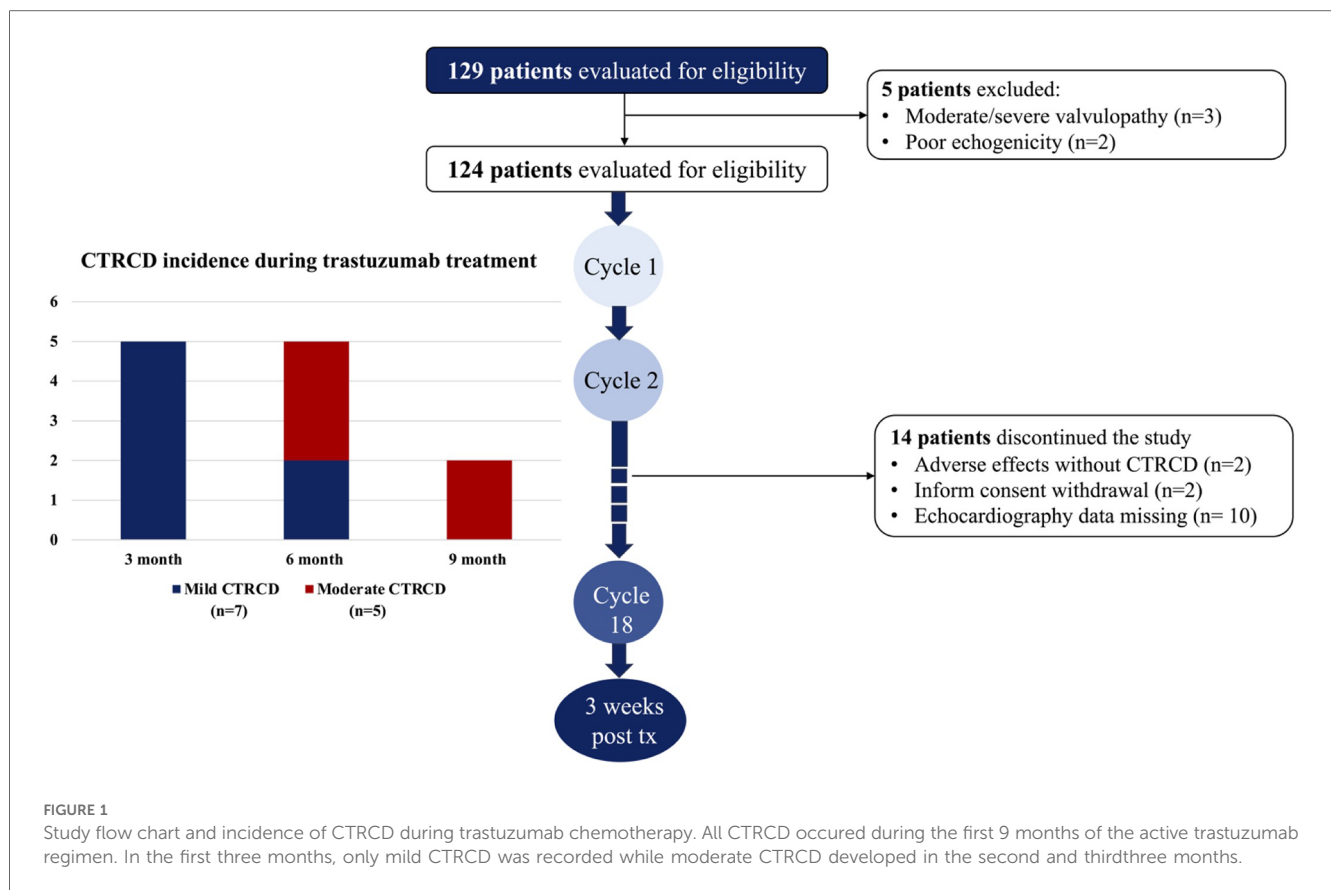 129 patients evaluated for eligibility
5 patients excluded:
• Moderate/severe valvulopathy (n=3)
• Poor echogenicity (n=2)
124 patients evaluated for eligibility
Cycle 1
CTRCD incidence during trastuzumab treatment
6
5
4
3
2
1
0
3 month
6 month
9 month
Mild CTRCD
(n=7)
Moderate CTRCD
(n=5)
Cycle 2
14 patients discontinued the study
• Adverse effects without CTRCD (n=2)
• Inform consent withdrawal (n=2)
• Echocardiography data missing (n= 10)
Cycle
18
3 weeks
post tx
FIGURE 1
Study flow chart and incidence of CTRCD during trastuzumab chemotherapy. All CTRCD occured during the first 9 months of the active trastuzumab
regimen. In the first three months, only mild CTRCD was recorded while moderate CTRCD developed in the second and thirdthree months.